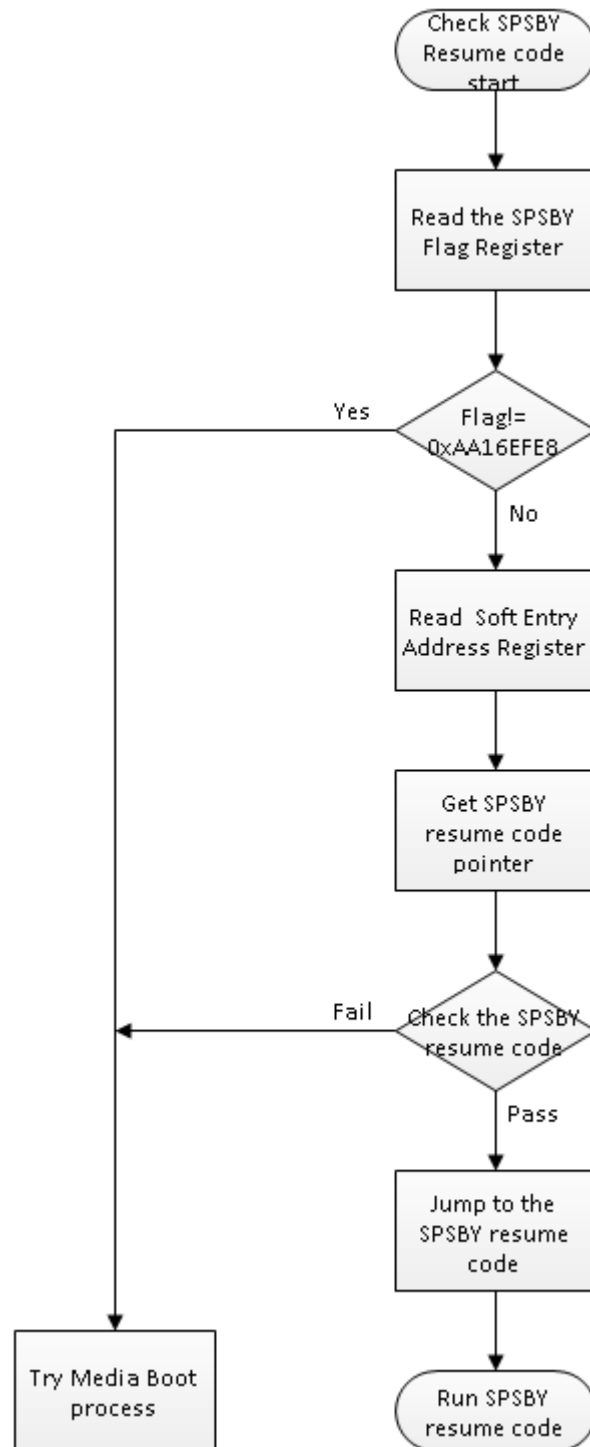 Check SPSBY
Resume code
start
Read the SPSBY
Flag Register
Yes
Flag!=
0xAA16EFE8
No
Read  Soft Entry
Address Register
Get SPSBY
resume code
pointer
Fail
Check the SPSBY
resume code
Pass
Jump to the
SPSBY resume
code
Try Media Boot
process
Run SPSBY
resume code